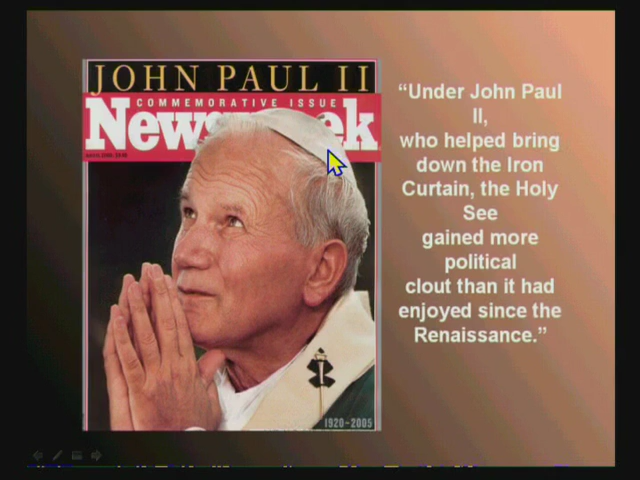 JOHN PAUL II
COMMEMORATIVE ISSUE
Newsweek
1920-2005
“Under John Paul
II,
who helped bring
down the Iron
Curtain, the Holy
See
gained more
political
clout than it had
enjoyed since the
Renaissance.”